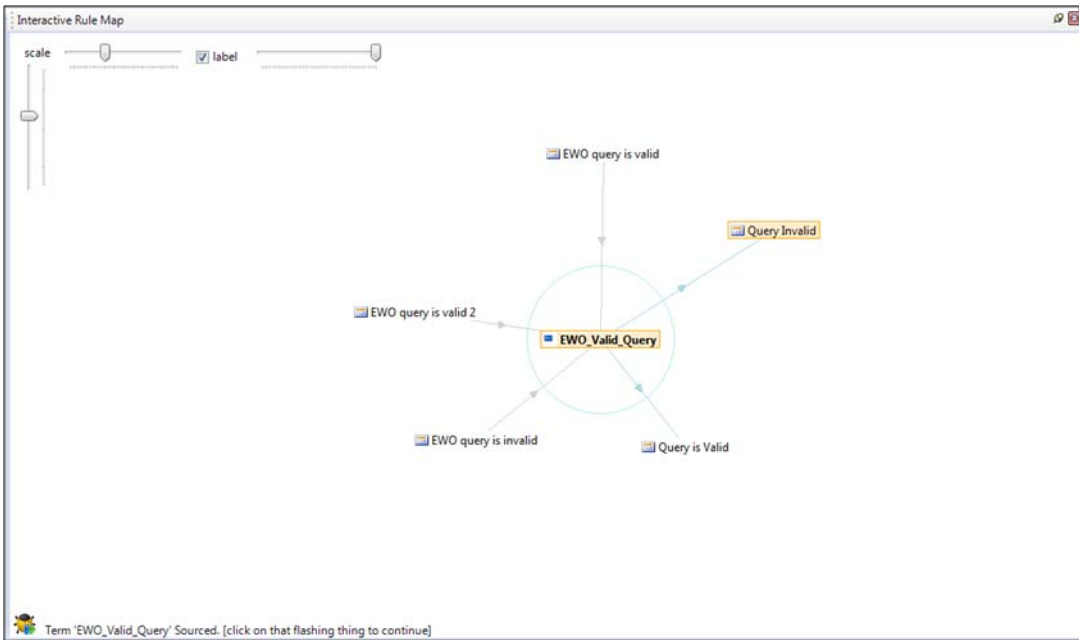 Interactive Rule Map
scale
label
EWO query is valid
Query Invalid
EWO query is valid 2
EWO_Valid_Query
EWO query is invalid
Query is Valid
Term 'EWO_Valid_Query' Sourced. [click on that flashing thing to continue]